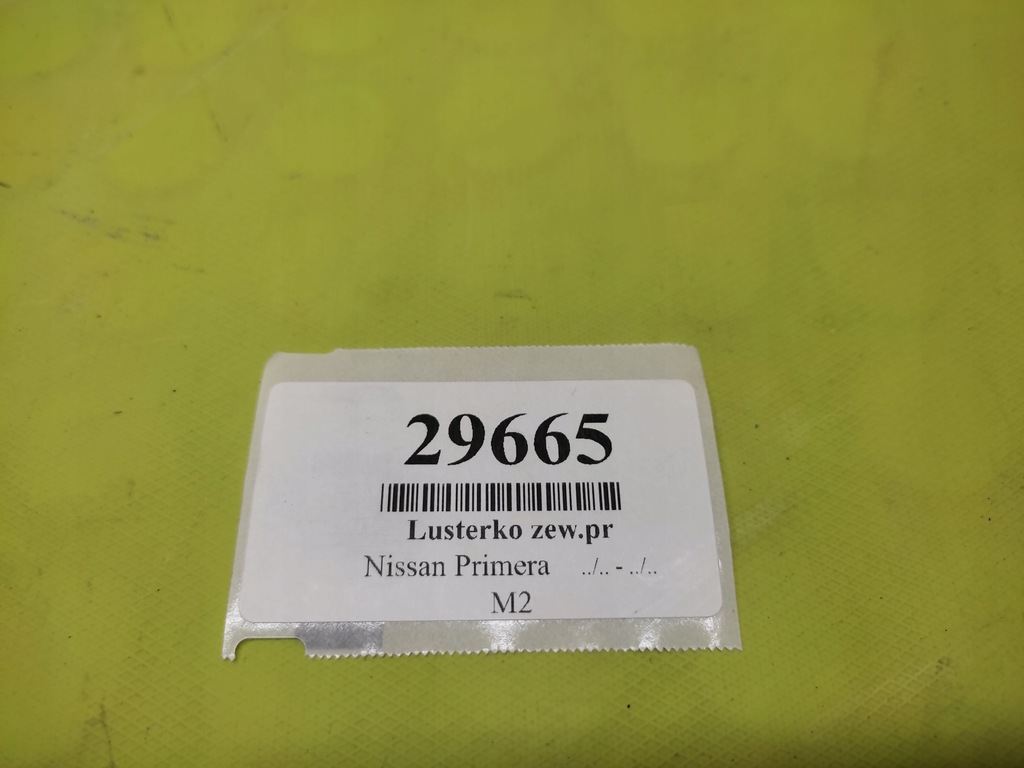 29665
Lusterko zew.pr
Nissan Primera ../.. - ../..
M2